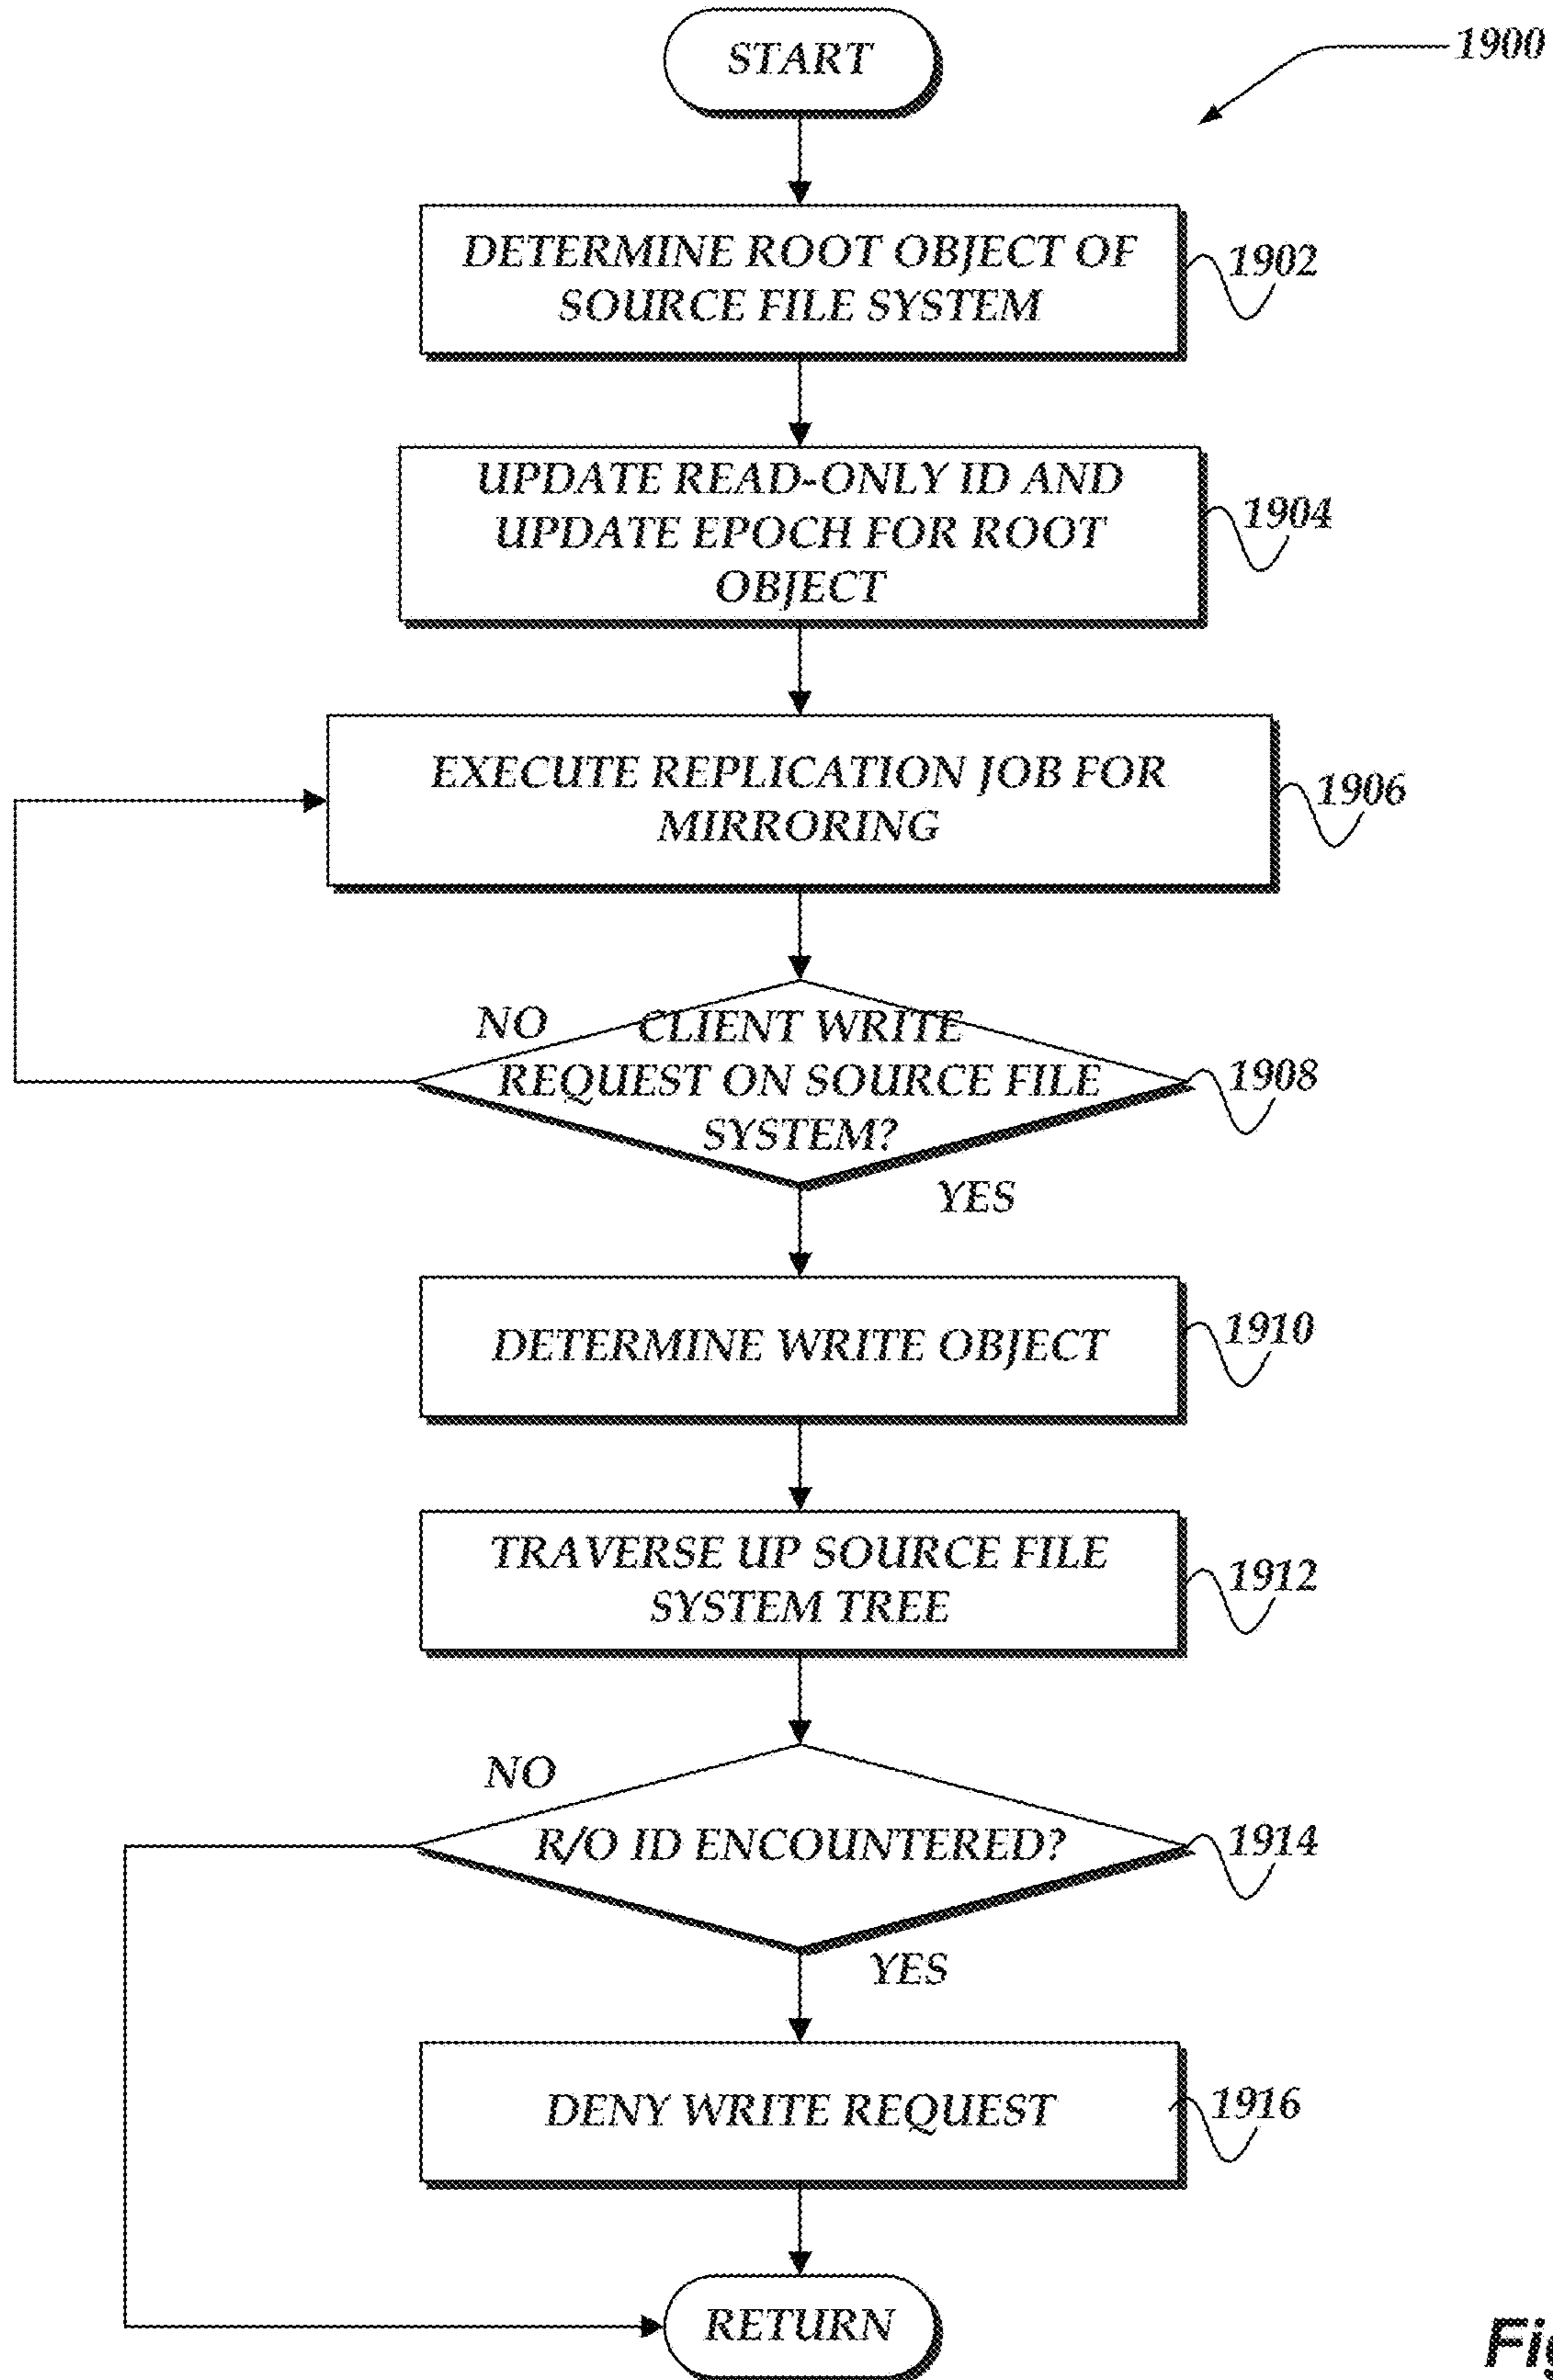 START
1900
DETERMINE ROOT OBJECT OF
SOURCE FILE SYSTEM
1902
UPDATE READ-ONLY ID AND
UPDATE EPOCH FOR ROOT
OBJECT
1904
EXECUTE REPLICATION JOB FOR
MIRRORING
1906
NO
CLIENT WRITE
REQUEST ON SOURCE FILE
SYSTEM?
1908
YES
DETERMINE WRITE OBJECT
1910
TRAVERSE UP SOURCE FILE
SYSTEM TREE
1912
NO
R/O ID ENCOUNTERED?
1914
YES
DENY WRITE REQUEST
1916
RETURN